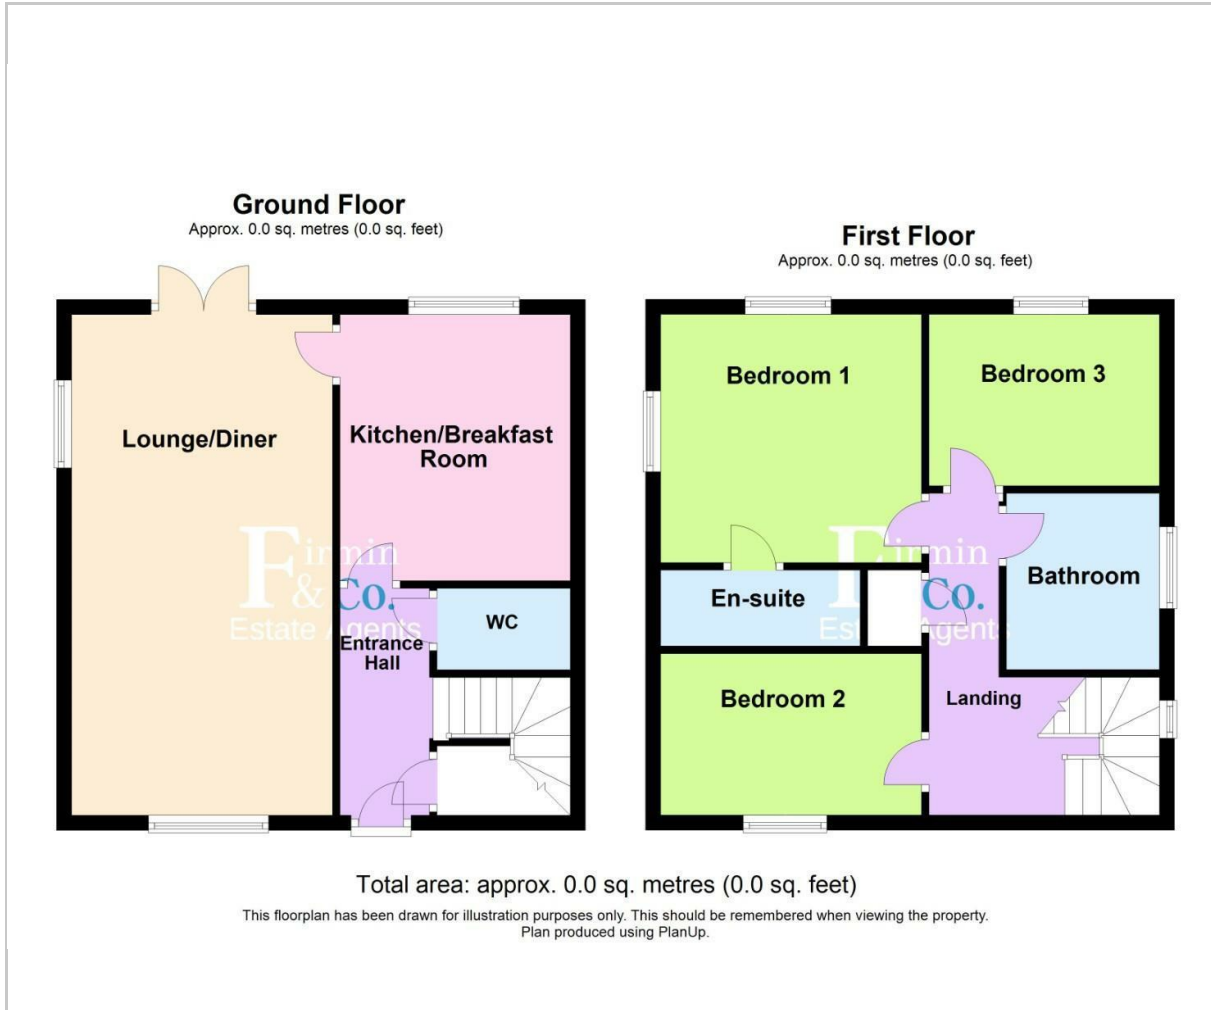 Ground Floor
Approx. 0.0 sq. metres (0.0 sq. feet)
Lounge/Diner
Kitchen/Breakfast
Room
Firmin
& Co.
Estate Agents
WC
Entrance
Hall
First Floor
Approx. 0.0 sq. metres (0.0 sq. feet)
Bedroom 1
Bedroom 3
Firmin
& Co.
Estate Agents
En-suite
Bathroom
Bedroom 2
Landing
Total area: approx. 0.0 sq. metres (0.0 sq. feet)
This floorplan has been drawn for illustration purposes only. This should be remembered when viewing the property.
Plan produced using PlanUp.